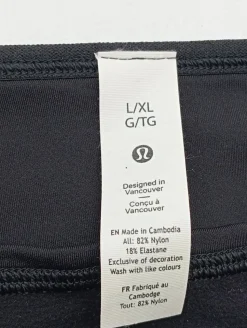 L/XL
G/TG
Designed in
Vancouver
Conçu à
Vancouver
EN Made in Cambodia
All: 82% Nylon
18% Elastane
Exclusive of decoration
Wash with like colours
FR Fabriqué au
Cambodge
Tout: 82% Nylon